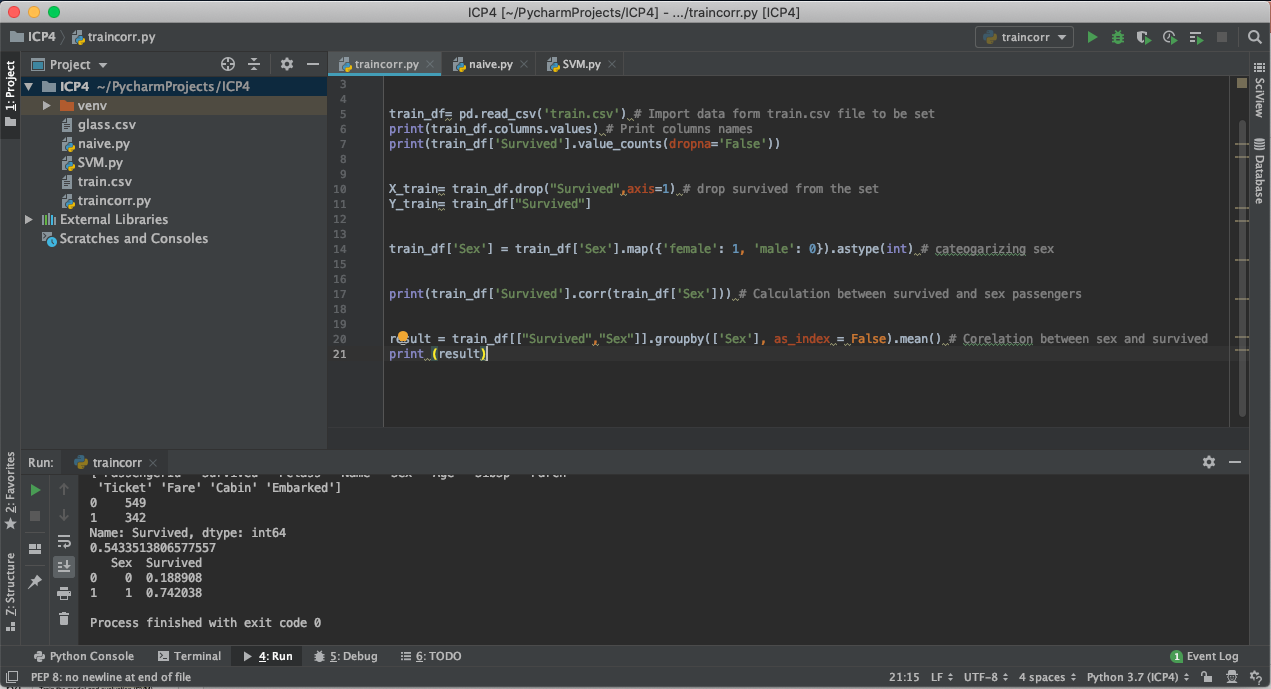 ICP4 [~/PycharmProjects/ICP4] - .../traincorr.py [ICP4]
ICP4 traincorr.py
traincorr
1: Project
Project
traincorr.py
naive.py
SVM.py
SciView
Database
ICP4 ~/PycharmProjects/ICP4
venv
glass.csv
naive.py
SVM.py
train.csv
traincorr.py
External Libraries
Scratches and Consoles
3
4
5 train_df= pd.read_csv('train.csv') # Import data form train.csv file to be set
6 print(train_df.columns.values) # Print columns names
7 print(train_df['Survived'].value_counts(dropna='False'))
8
9
10 X_train= train_df.drop("Survived",axis=1) # drop survived from the set
11 Y_train= train_df["Survived"]
12
13
14 train_df['Sex'] = train_df['Sex'].map({'female': 1, 'male': 0}).astype(int) # cateogarizing sex
15
16
17 print(train_df['Survived'].corr(train_df['Sex'])) # Calculation between survived and sex passengers
18
19
20 result = train_df[["Survived","Sex"]].groupby(['Sex'], as_index = False).mean() # Corelation between sex and survived
21 print (result)
Run: traincorr
2: Favorites
Z: Structure
['PassengerId' 'Survived' 'Pclass' 'Name' 'Sex' 'Age' 'SibSp' 'Parch'
'Ticket' 'Fare' 'Cabin' 'Embarked']
0 549
1 342
Name: Survived, dtype: int64
0.5433513806577557
Sex Survived
0 0 0.188908
1 1 0.742038
Process finished with exit code 0
Python Console
Terminal
4: Run
5: Debug
6: TODO
1 Event Log
PEP 8: no newline at end of file
21:15 LF UTF-8 4 spaces Python 3.7 (ICP4)